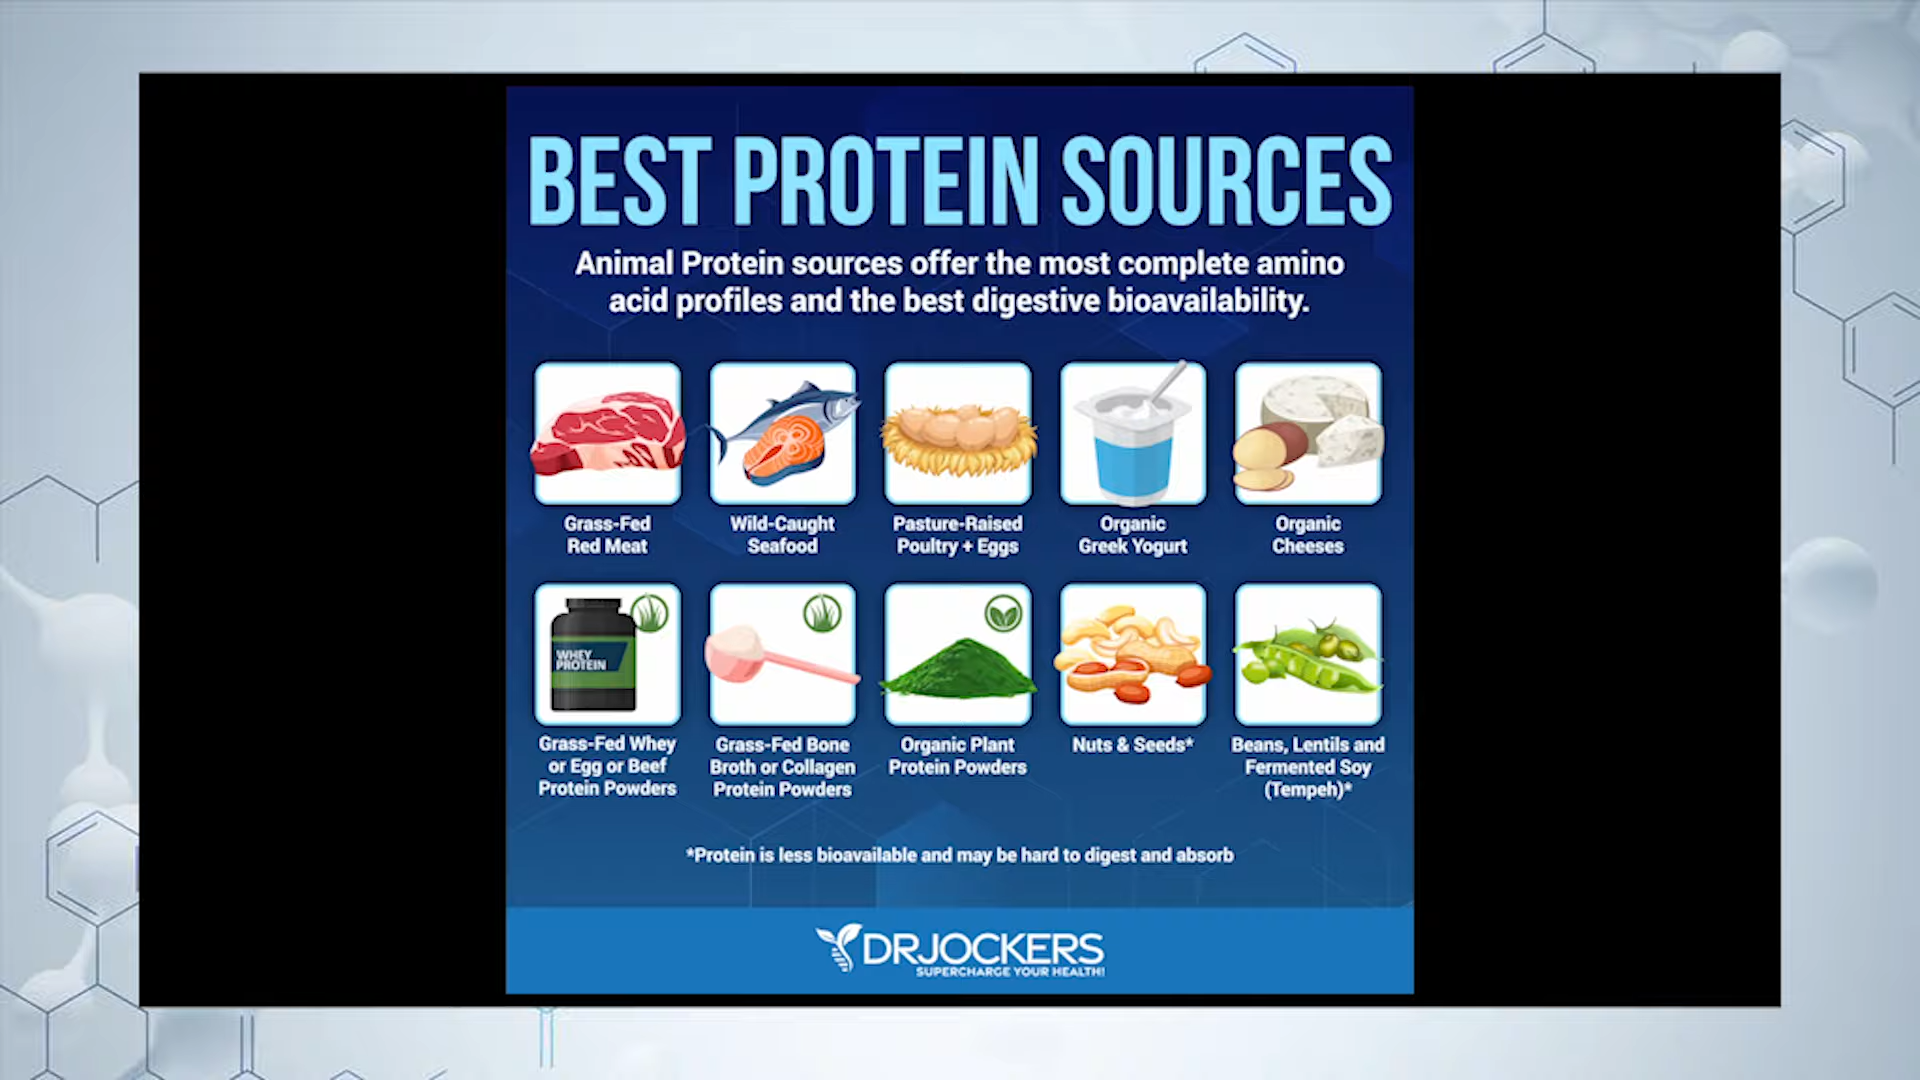 BEST PROTEIN SOURCES
Animal Protein sources offer the most complete amino
acid profiles and the best digestive bioavailability.
Grass-Fed
Red Meat
Wild-Caught
Seafood
Pasture-Raised
Poultry + Eggs
Organic
Greek Yogurt
Organic
Cheeses
WHEY
PROTEIN
Grass-Fed Whey
or Egg or Beef
Protein Powders
Grass-Fed Bone
Broth or Collagen
Protein Powders
Organic Plant
Protein Powders
Nuts & Seeds*
Beans, Lentils and
Fermented Soy
(Tempeh)*
*Protein is less bioavailable and may be hard to digest and absorb
DRJOCKERS
SUPERCHARGE YOUR HEALTH!